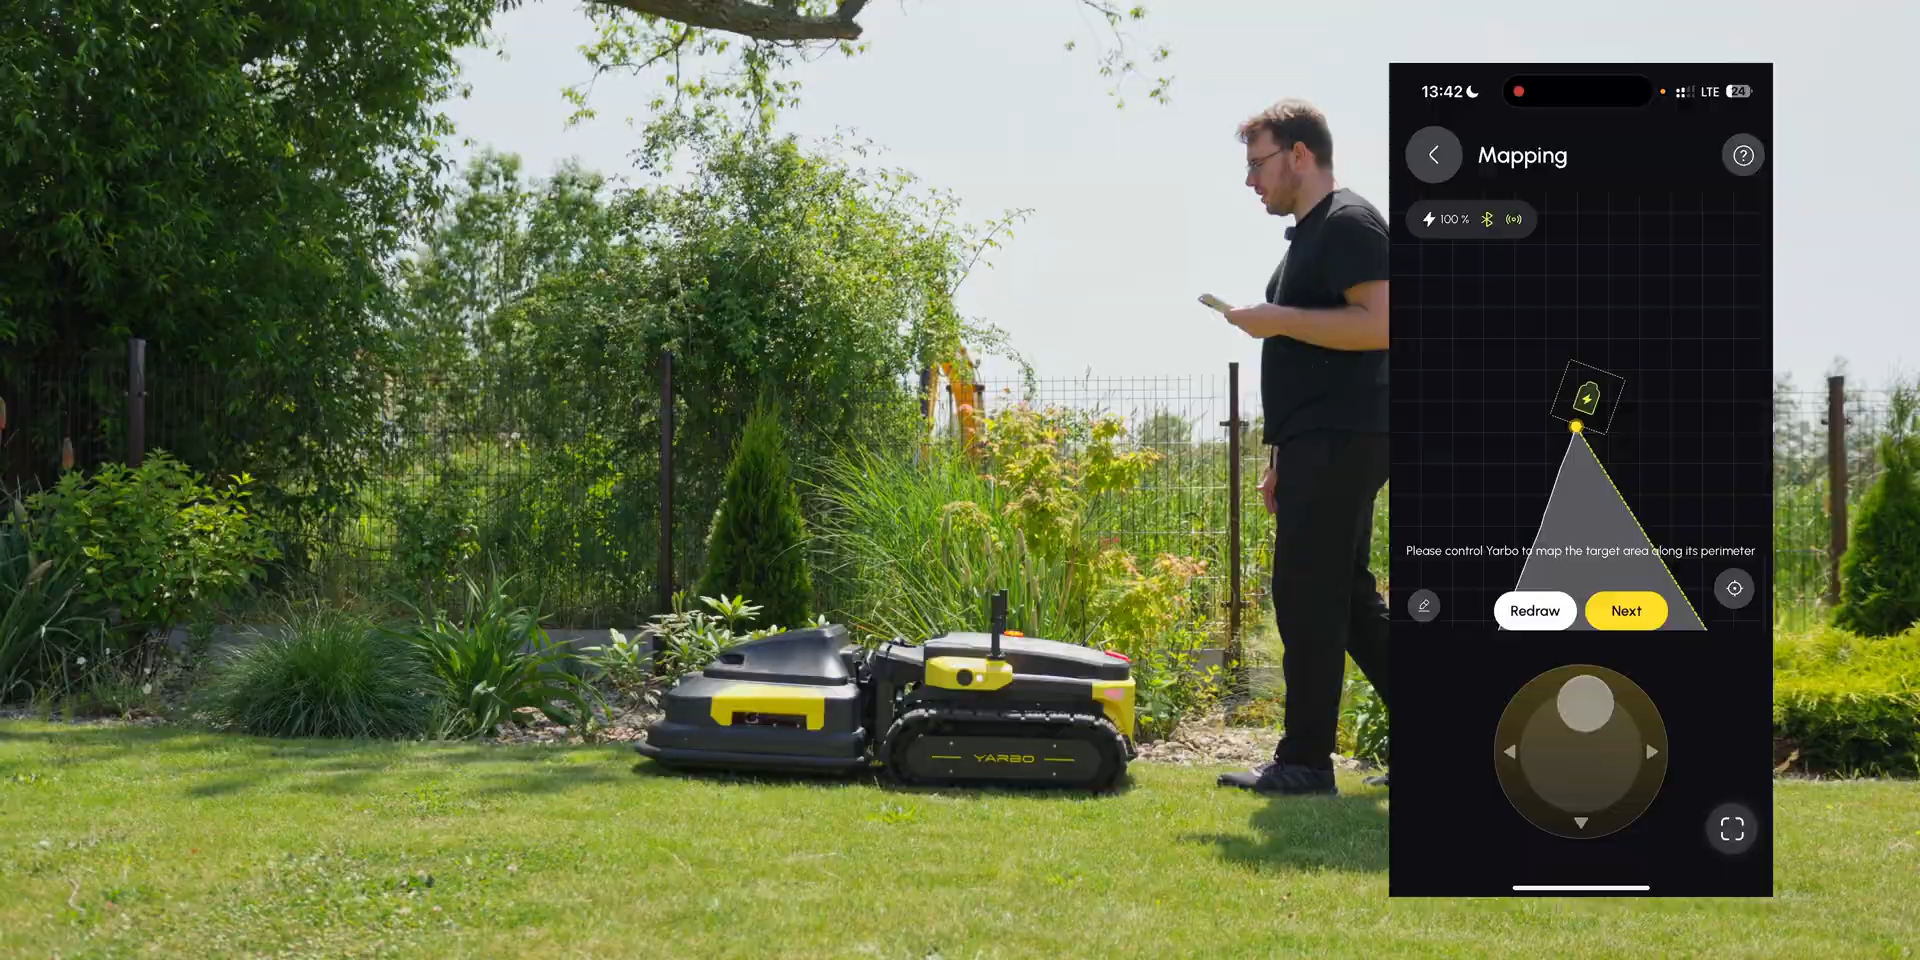 13:42
LTE
24
Mapping
100 %
Please control Yarbo to map the target area along its perimeter
Redraw
Next
YARBO